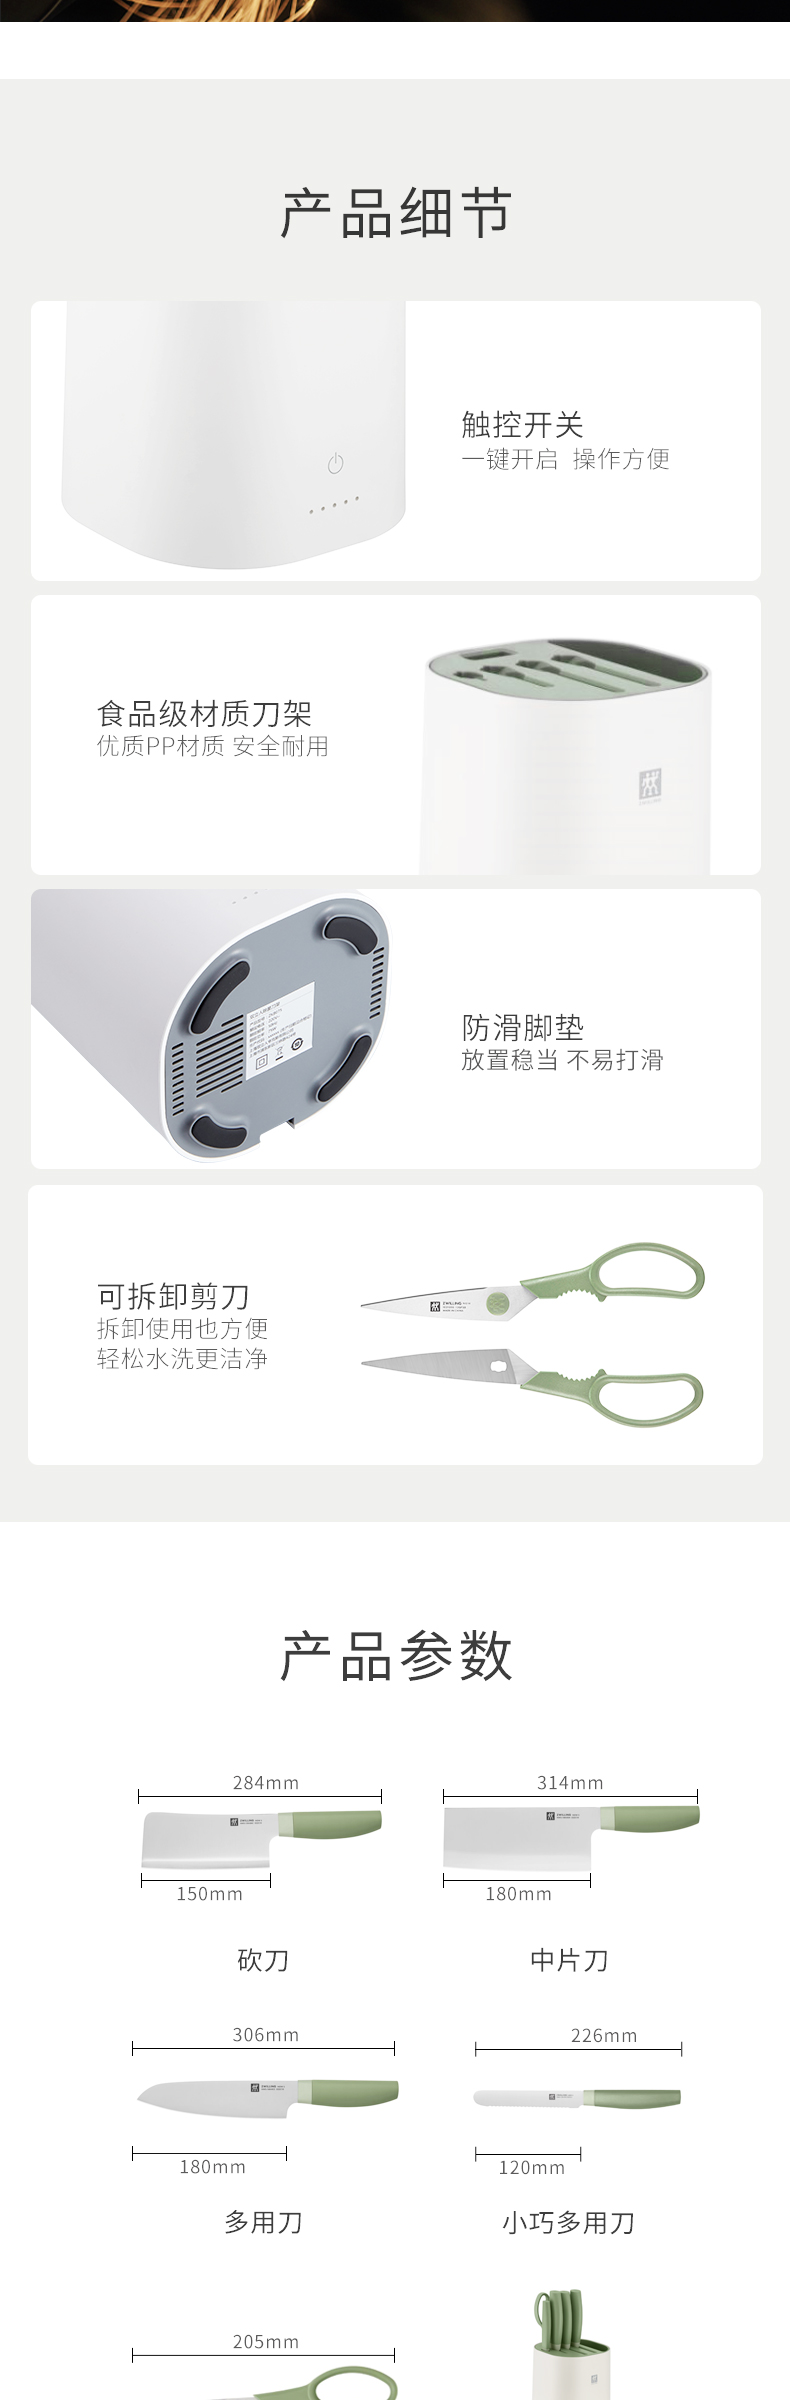 产品细节
触控开关
一键开启 操作方便
食品级材质刀架
优质PP材质 安全耐用
ZWILLING
防滑脚垫
放置稳当 不易打滑
可拆卸剪刀
拆卸使用也方便
轻松水洗更洁净
ZWILLING
产品参数
284mm
314mm
150mm
180mm
砍刀
中片刀
306mm
226mm
180mm
120mm
多用刀
小巧多用刀
205mm